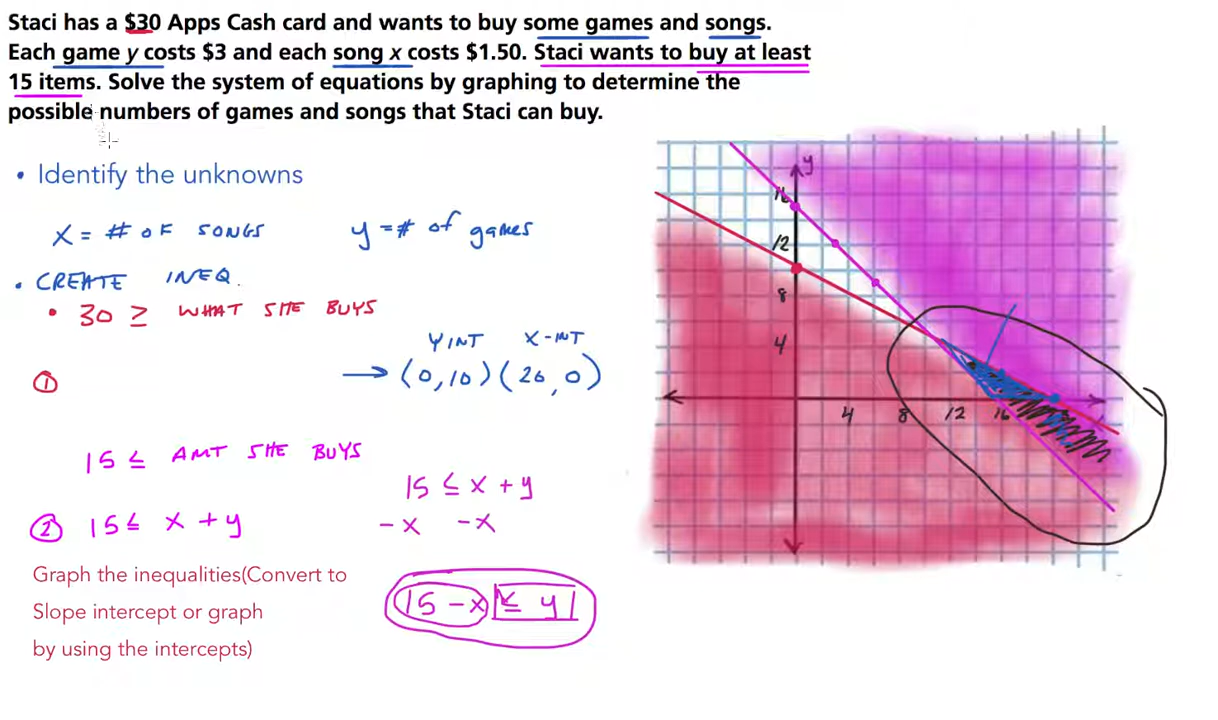 Staci has a $30 Apps Cash card and wants to buy some games and songs.
Each game y costs $3 and each song x costs $1.50. Staci wants to buy at least
15 items. Solve the system of equations by graphing to determine the
possible numbers of games and songs that Staci can buy.
• Identify the unknowns
X = # OF SONGS y = # of games
• CREATE INEQ.
• 30 ≥ WHAT SHE BUYS
Y INT X-INT
① → (0,10) (20,0)
15 ≤ AMT SHE BUYS
15 ≤ x + y
② 15 ≤ x + y
-x -x
Graph the inequalities(Convert to
Slope intercept or graph
by using the intercepts)
15 - x ≤ y
y
16
12
8
4
4 8 12 16